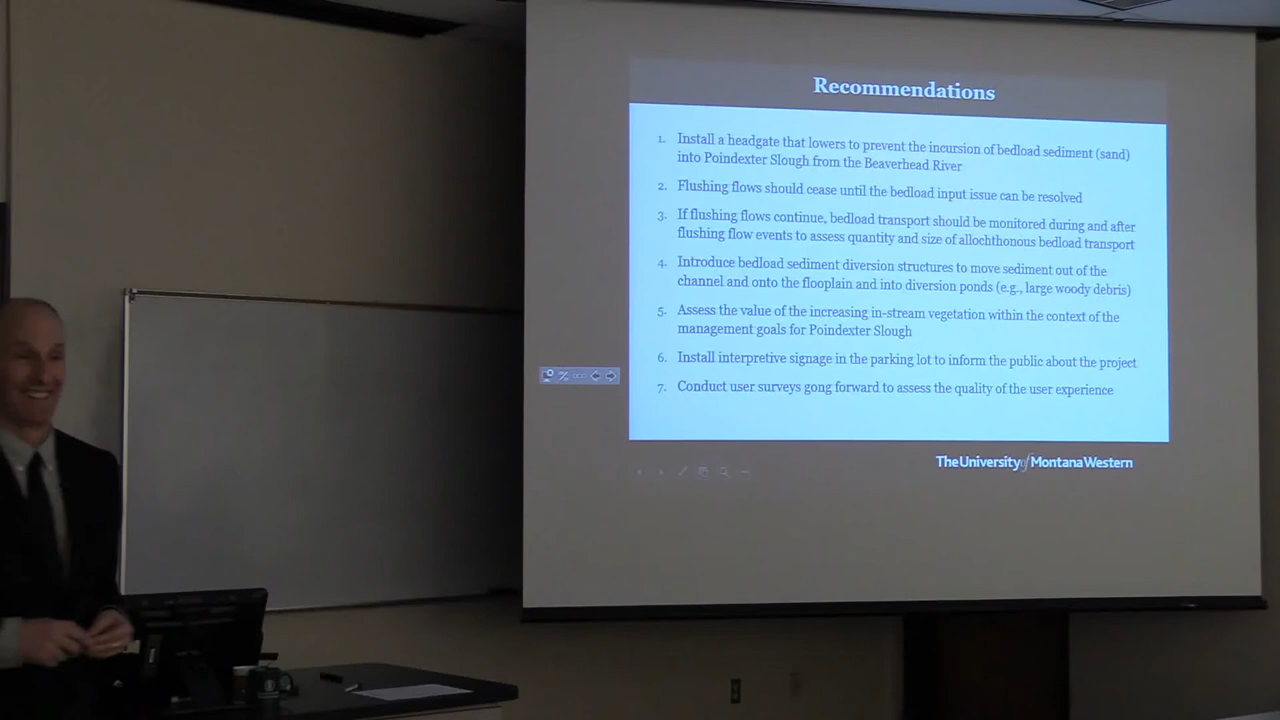 Recommendations
1. Install a headgate that lowers to prevent the incursion of bedload sediment (sand)
into Poindexter Slough from the Beaverhead River
2. Flushing flows should cease until the bedload input issue can be resolved
3. If flushing flows continue, bedload transport should be monitored during and after
flushing flow events to assess quantity and size of allochthonous bedload transport
4. Introduce bedload sediment diversion structures to move sediment out of the
channel and onto the flooplain and into diversion ponds (e.g., large woody debris)
5. Assess the value of the increasing in-stream vegetation within the context of the
management goals for Poindexter Slough
6. Install interpretive signage in the parking lot to inform the public about the project
7. Conduct user surveys gong forward to assess the quality of the user experience
The University of Montana Western